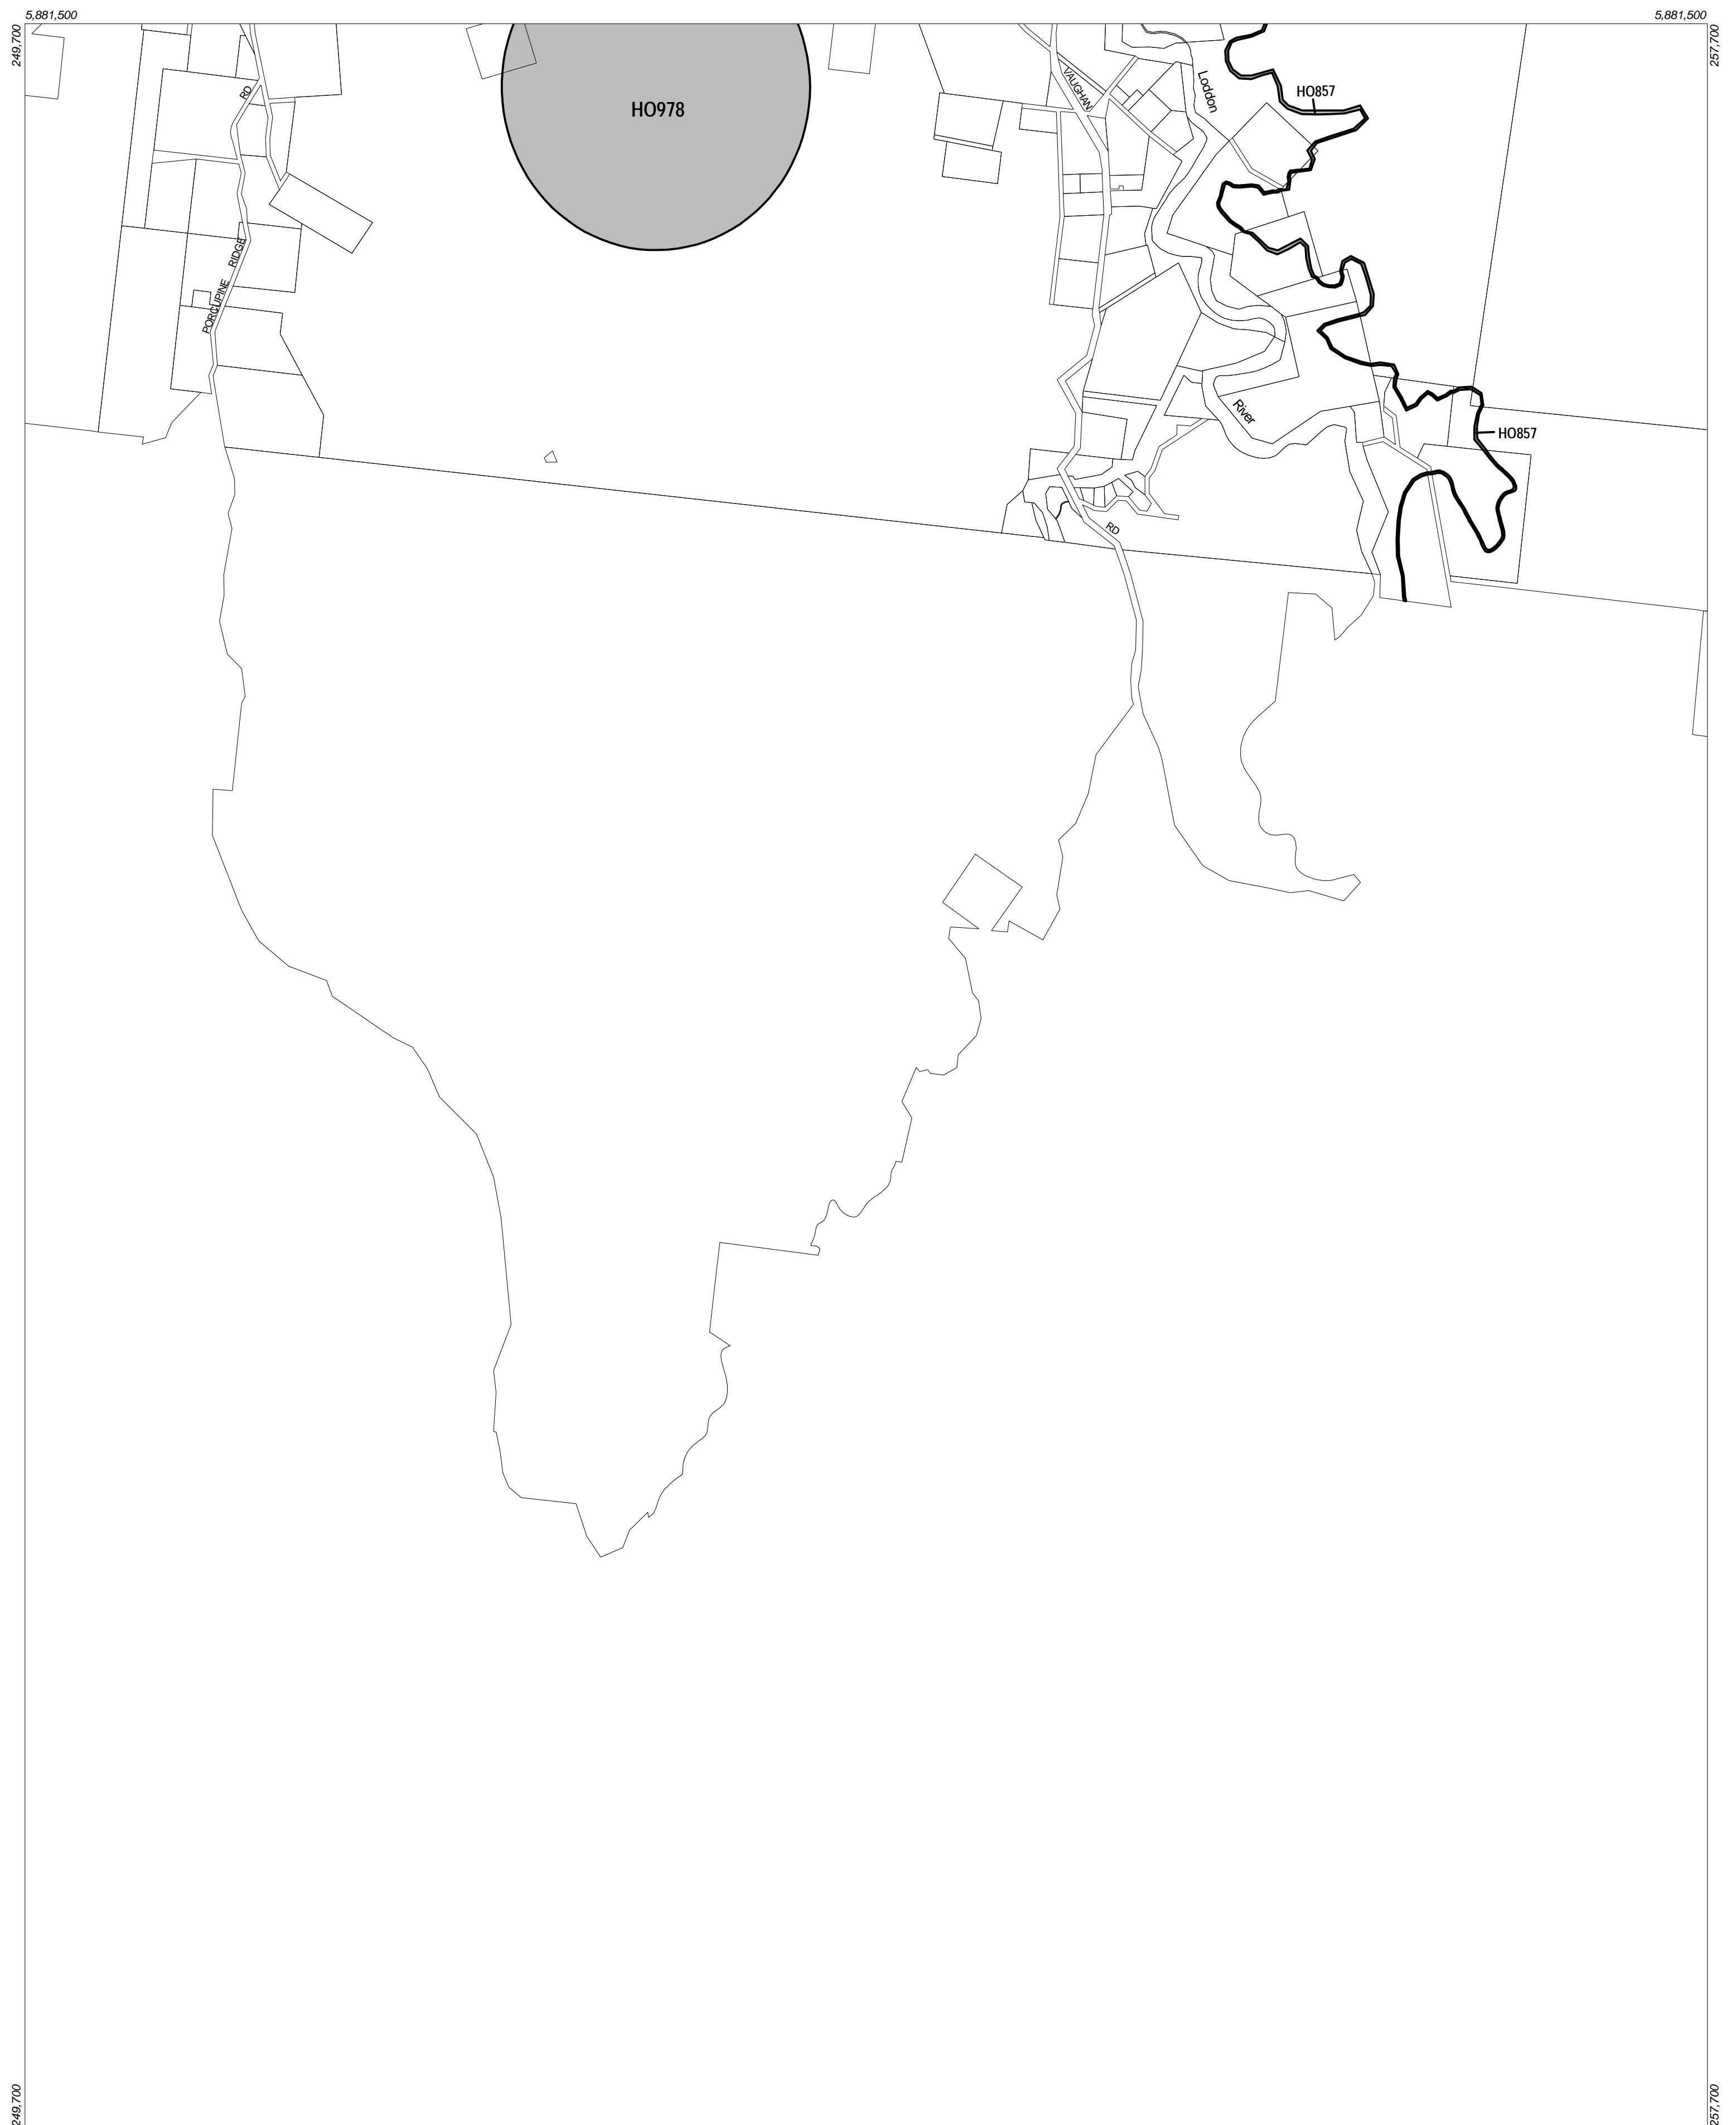 5,881,500
5,881,500
249,700
257,700
HO978
RD
VAUGHAN
Loddon
HO857
PORCUPINE RIDGE
River
HO857
RD
249,700
257,700